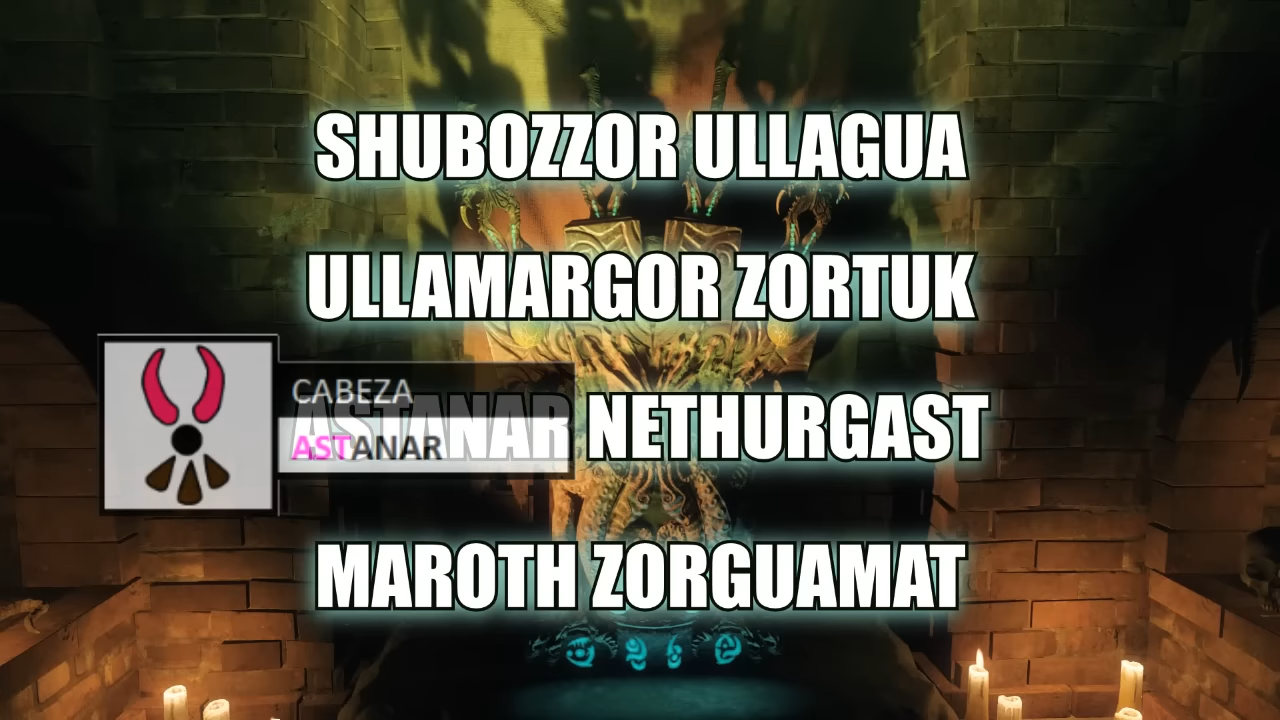 SHUBOZZOR ULLAGUA
ULLAMARGOR ZORTUK
CABEZA
ASTANAR
ASTANAR NETHURGAST
MAROTH ZORGUAMAT